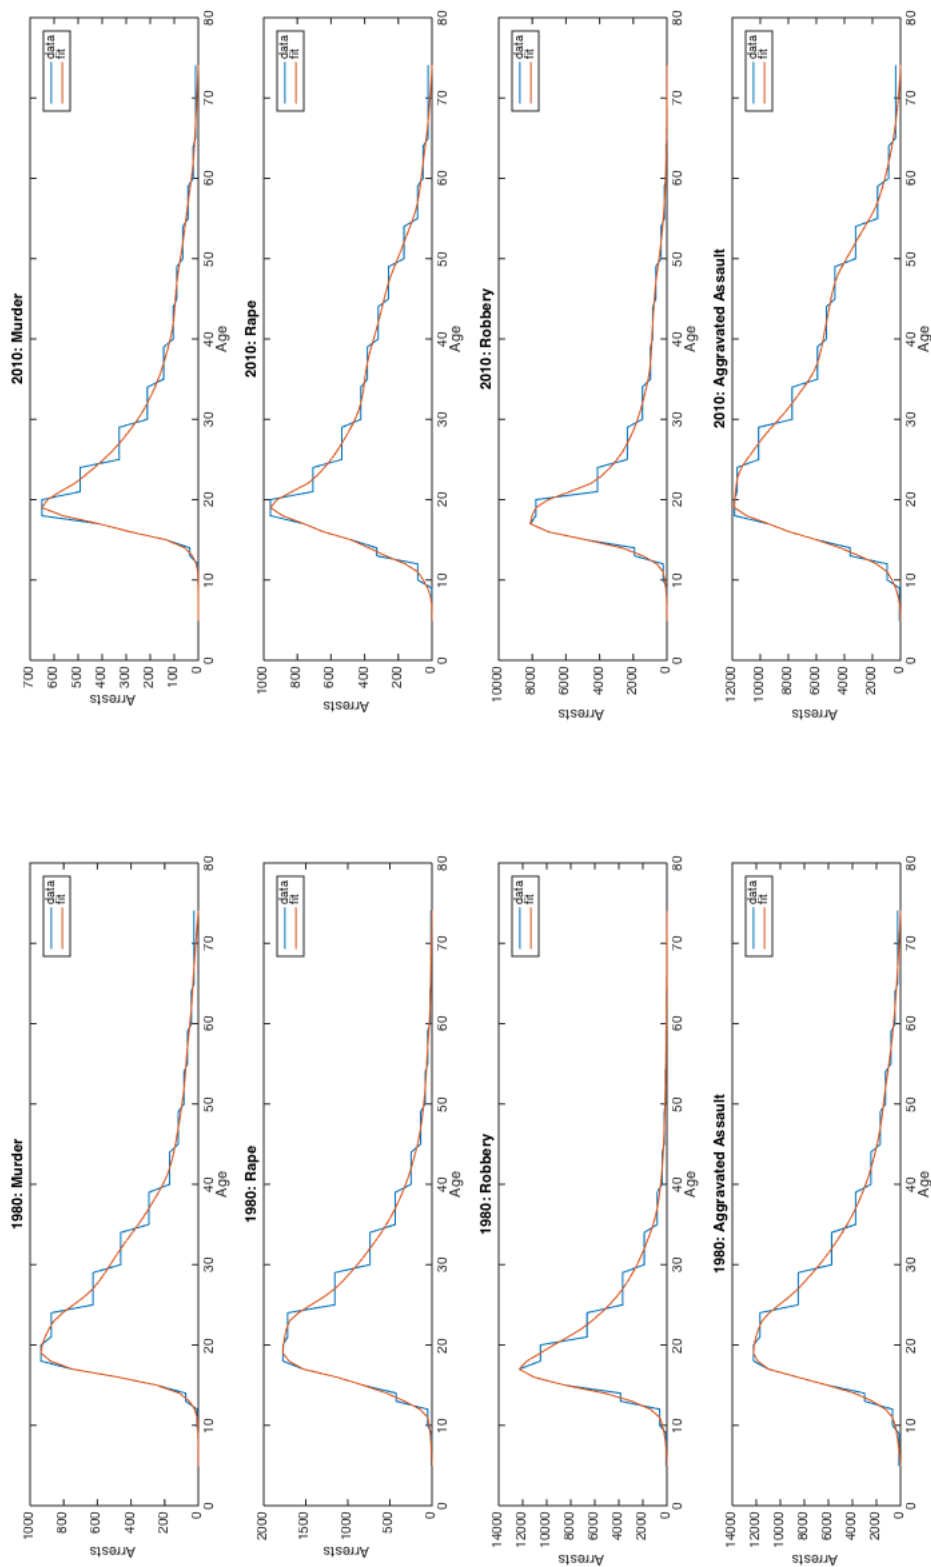 1980: Murder
1000
800
600
400
200
0
Arrests
0 10 20 30 40 50 60 70 80
Age
data
fit
2010: Murder
700
600
500
400
300
200
100
0
Arrests
0 10 20 30 40 50 60 70 80
Age
data
fit
1980: Rape
2000
1500
1000
500
0
Arrests
0 10 20 30 40 50 60 70 80
Age
data
fit
2010: Rape
1000
800
600
400
200
0
Arrests
0 10 20 30 40 50 60 70 80
Age
data
fit
1980: Robbery
14000
12000
10000
8000
6000
4000
2000
0
Arrests
0 10 20 30 40 50 60 70 80
Age
data
fit
2010: Robbery
10000
8000
6000
4000
2000
0
Arrests
0 10 20 30 40 50 60 70 80
Age
data
fit
1980: Aggravated Assault
14000
12000
10000
8000
6000
4000
2000
0
Arrests
0 10 20 30 40 50 60 70 80
data
fit
2010: Aggravated Assault
12000
10000
8000
6000
4000
2000
0
Arrests
0 10 20 30 40 50 60 70 80
data
fit